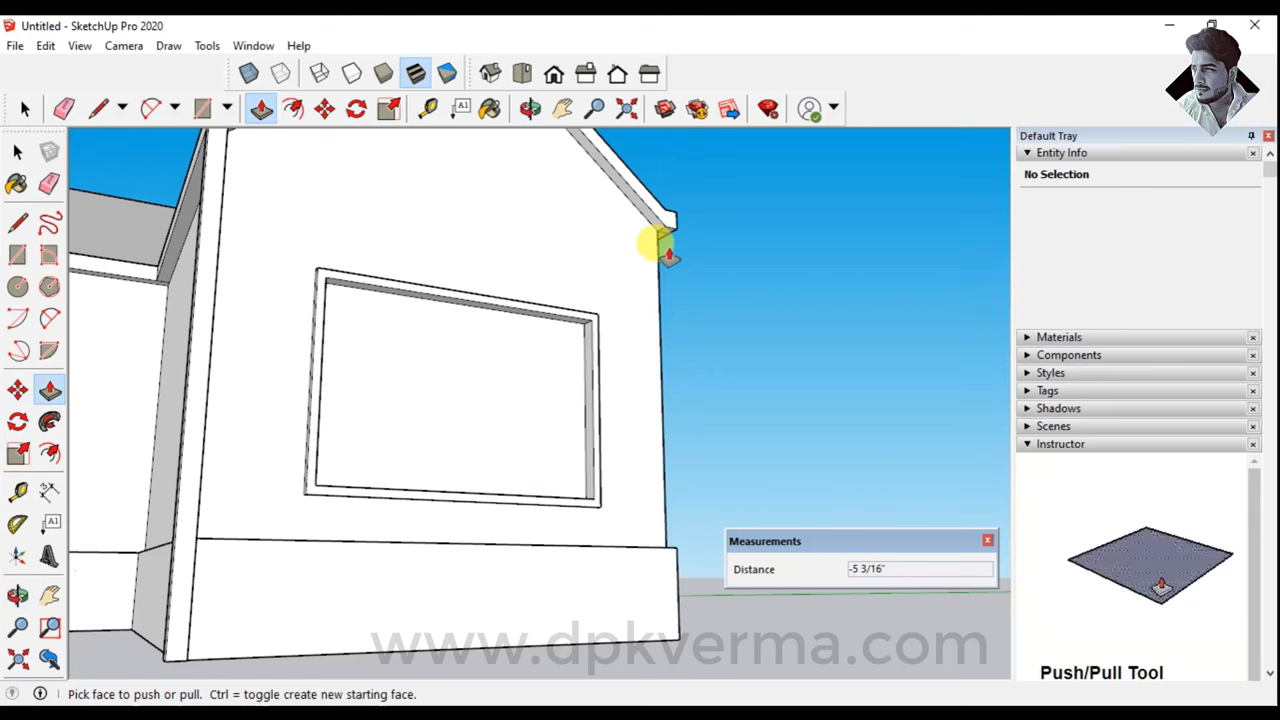 Untitled - SketchUp Pro 2020
File Edit View Camera Draw Tools Window Help
A1
Default Tray
Entity Info
No Selection
Materials
Components
Styles
Tags
Shadows
Scenes
Instructor
A1
Measurements
Distance -5 3/16"
www.dpkverma.com
Push/Pull Tool
Pick face to push or pull. Ctrl = toggle create new starting face.